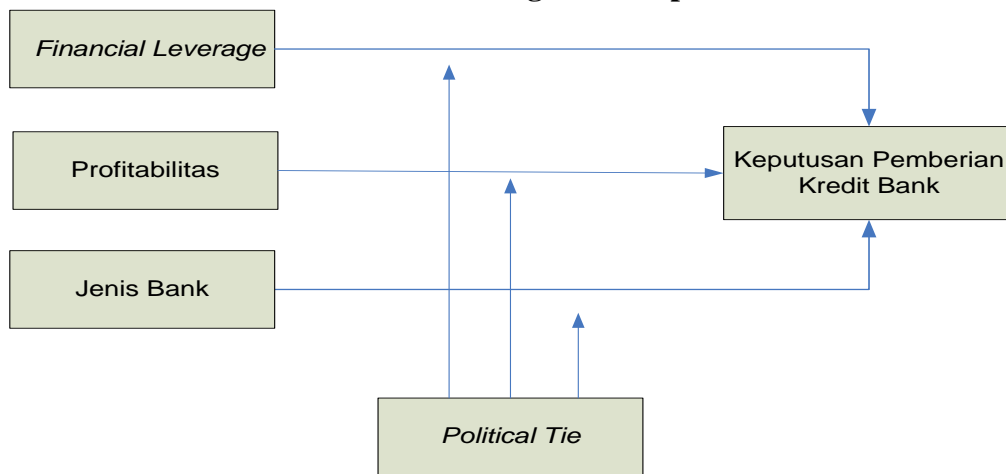 Financial Leverage
Profitabilitas
Keputusan Pemberian
Kredit Bank
Jenis Bank
Political Tie